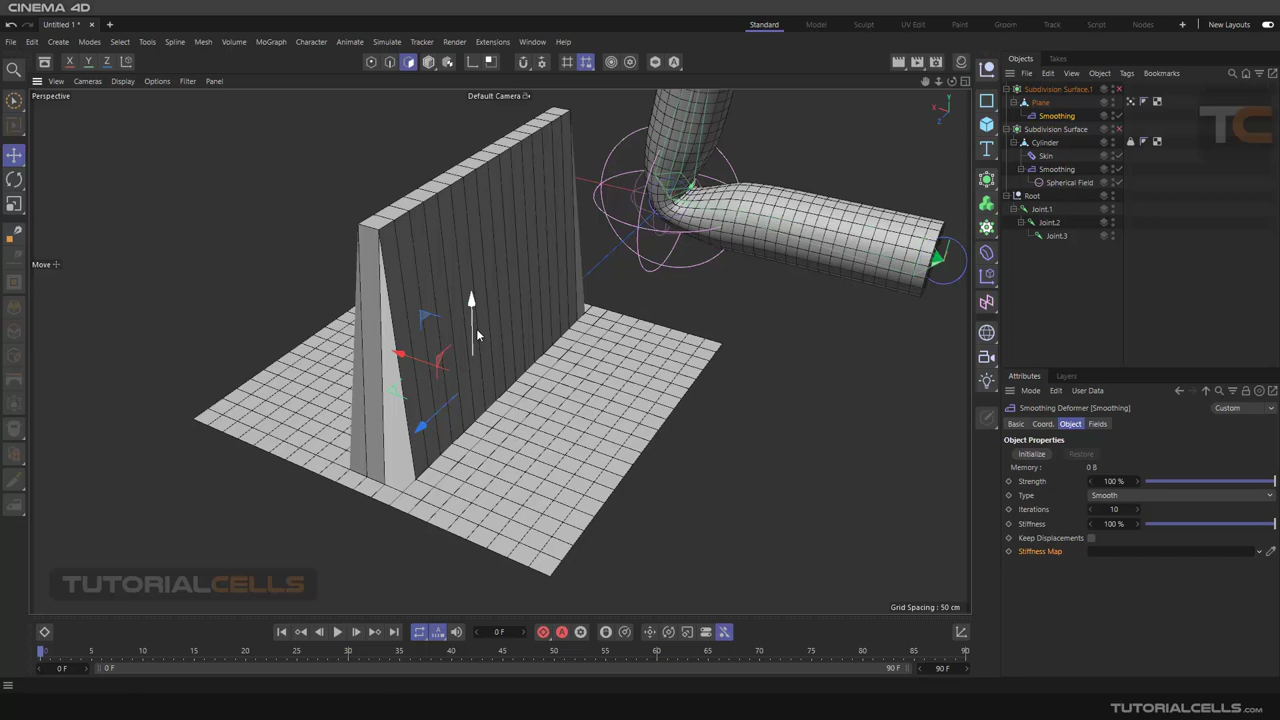 CINEMA 4D
Untitled 1 *
Standard
Model
Sculpt
UV Edit
Paint
Groom
Track
Script
Nodes
New Layouts
File Edit Create Modes Select Tools Spline Mesh Volume MoGraph Character Animate Simulate Tracker Render Extensions Window Help
X Y Z
View Cameras Display Options Filter Panel
Perspective
Default Camera
Y
X
Z
Move
Grid Spacing : 50 cm
TUTORIALCELLS
Objects Takes
File Edit View Object Tags Bookmarks
Subdivision Surface.1
Plane
Smoothing
Subdivision Surface
Cylinder
Skin
Smoothing
Spherical Field
Root
Joint.1
Joint.2
Joint.3
TC
Attributes Layers
Mode Edit User Data
Smoothing Deformer [Smoothing]
Custom
Basic Coord. Object Fields
Object Properties
Initialize Restore
Memory : 0 B
Strength 100 %
Type Smooth
Iterations 10
Stiffness 100 %
Keep Displacements
Stiffness Map
0 F
0 5 10 15 20 25 30 35 40 45 50 55 60 65 70 75 80 85 90
0 F 0 F 90 F 90 F
TUTORIALCELLS.com